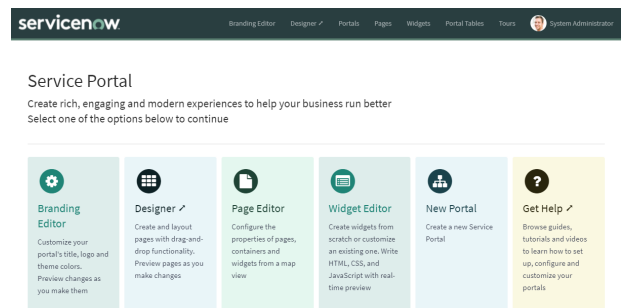 servicenow
Branding Editor Designer ⤢ Portals Pages Widgets Portal Tables Tours System Administrator
Service Portal
Create rich, engaging and modern experiences to help your business run better
Select one of the options below to continue
Branding
Editor
Customize your
portal's title, logo and
theme colors.
Preview changes as
you make them
Designer ⤢
Create and layout
pages with drag-and-
drop functionality.
Preview pages as you
make changes
Page Editor
Configure the
properties of pages,
containers and
widgets from a map
view
Widget Editor
Create widgets from
scratch or customize
an existing one. Write
HTML, CSS, and
JavaScript with real-
time preview
New Portal
Create a new Service
Portal
?
Get Help ⤢
Browse guides,
tutorials and videos
to learn how to set
up, configure and
customize your
portals